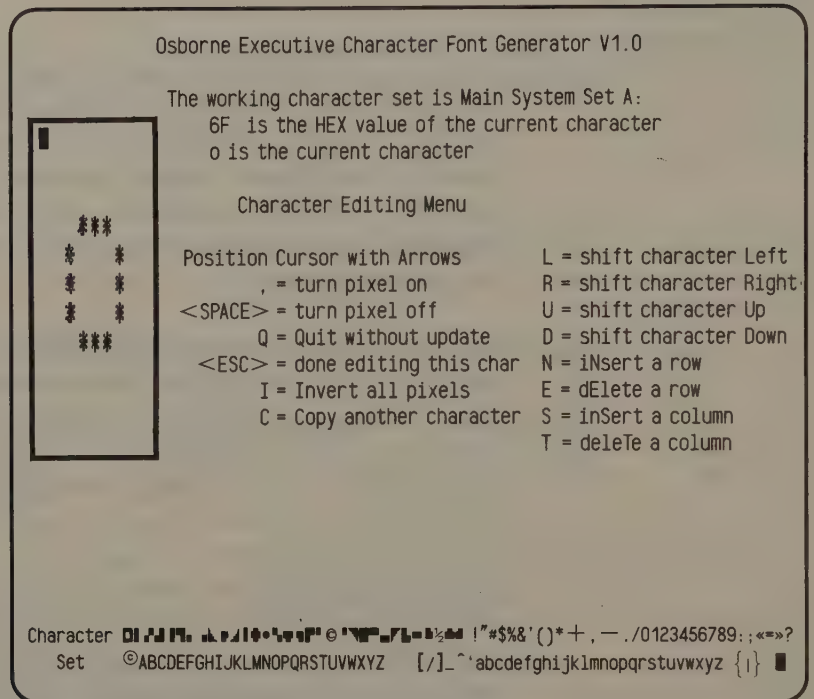 Osborne Executive Character Font Generator V1.0
The working character set is Main System Set A:
6F is the HEX value of the current character
o is the current character
Character Editing Menu
***
* *
* *
* *
***
Position Cursor with Arrows
, = turn pixel on
<SPACE> = turn pixel off
Q = Quit without update
<ESC> = done editing this char
I = Invert all pixels
C = Copy another character
L = shift character Left
R = shift character Right
U = shift character Up
D = shift character Down
N = iNsert a row
E = dElete a row
S = inSert a column
T = deleTe a column
Character © ½ !"#$%&'()*+,—./0123456789:;«=»?
Set ©ABCDEFGHIJKLMNOPQRSTUVWXYZ [/]_^'abcdefghijklmnopqrstuvwxyz {|}